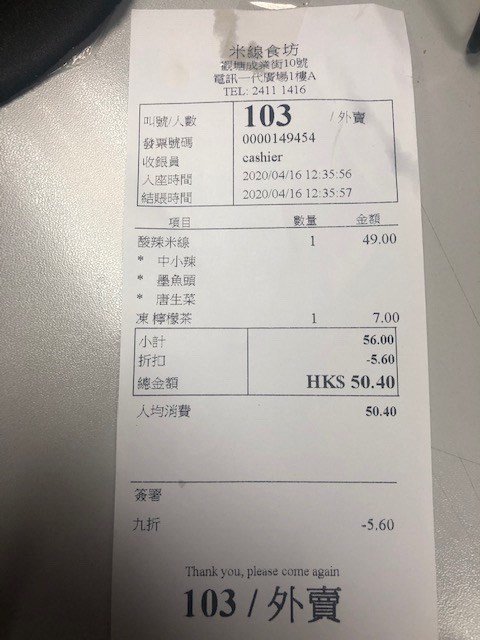 米線食坊
觀塘成業街10號
電訊一代廣場1樓A
TEL: 2411 1416
叫號/人數 103 /外賣
發票號碼 0000149454
收銀員 cashier
入座時間 2020/04/16 12:35:56
結賬時間 2020/04/16 12:35:57
項目 數量 金額
酸辣米線 1 49.00
* 中小辣
* 墨魚頭
* 唐生菜
凍 檸檬茶 1 7.00
小計 56.00
折扣 -5.60
總金額 HK$ 50.40
人均消費 50.40
簽署
九折 -5.60
Thank you, please come again
103 / 外賣